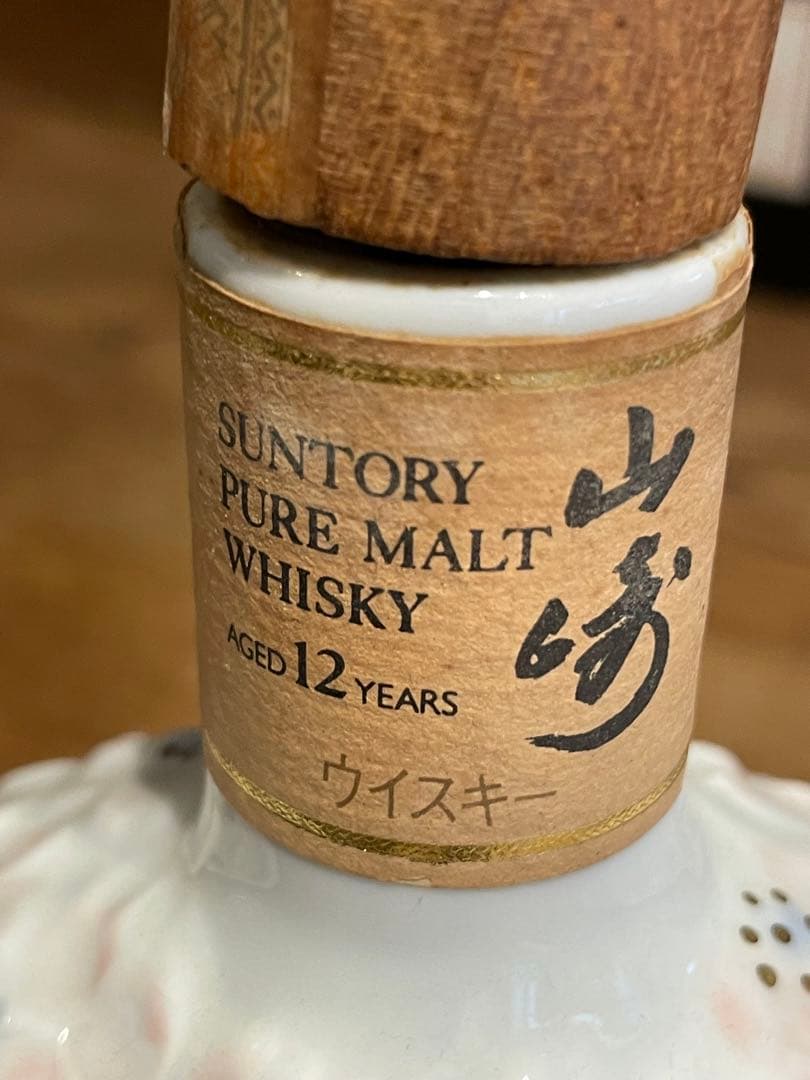 SUNTORY
PURE MALT
WHISKY
AGED 12 YEARS
山崎
ウイスキー